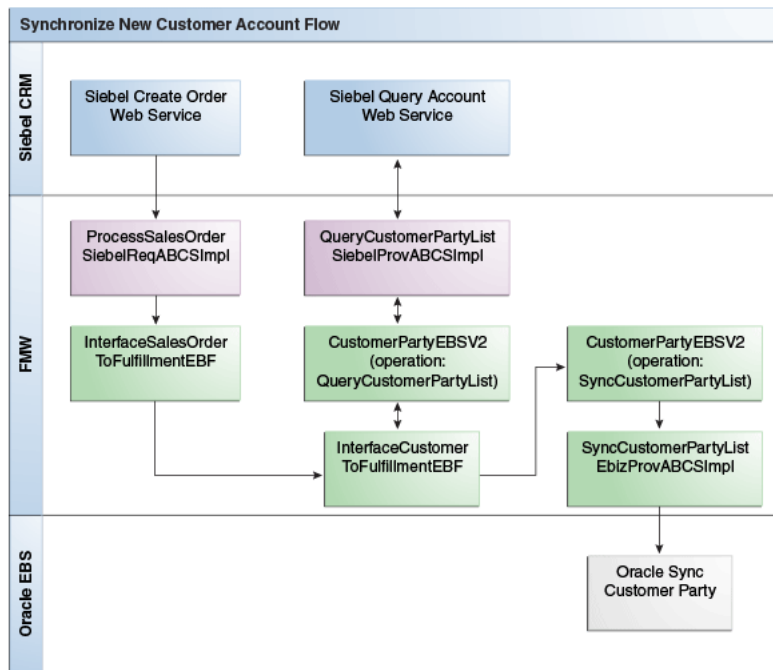 Synchronize New Customer Account Flow
Siebel CRM
Siebel Create Order
Web Service
Siebel Query Account
Web Service
FMW
ProcessSalesOrder
SiebelReqABCSImpl
QueryCustomerPartyList
SiebelProvABCSImpl
InterfaceSalesOrder
ToFulfillmentEBF
CustomerPartyEBSV2
(operation:
QueryCustomerPartyList)
CustomerPartyEBSV2
(operation:
SyncCustomerPartyList)
InterfaceCustomer
ToFulfillmentEBF
SyncCustomerPartyList
EbizProvABCSImpl
Oracle EBS
Oracle Sync
Customer Party